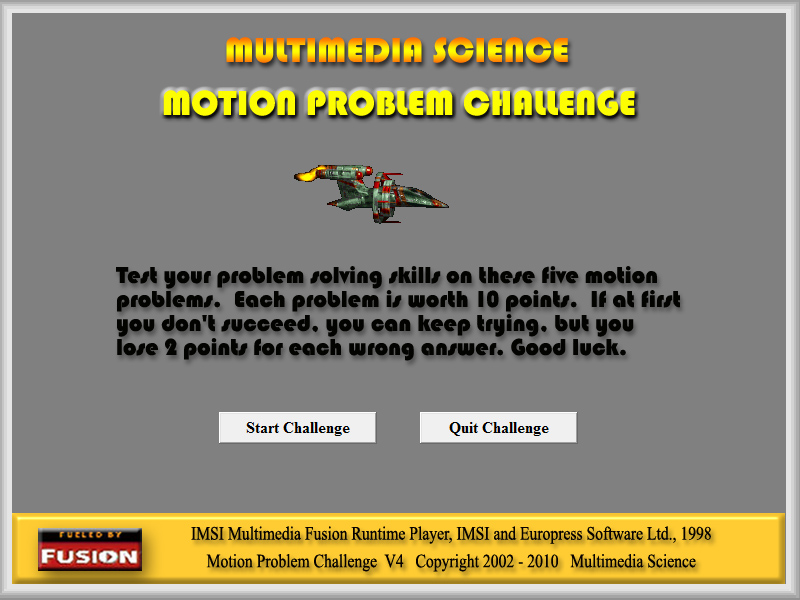 MULTIMEDIA SCIENCE
MOTION PROBLEM CHALLENGE
Test your problem solving skills on these five motion
problems. Each problem is worth 10 points. If at first
you don't succeed, you can keep trying, but you
lose 2 points for each wrong answer. Good luck.
Start Challenge
Quit Challenge
FUELED BY
FUSION
IMSI Multimedia Fusion Runtime Player, IMSI and Europress Software Ltd., 1998
Motion Problem Challenge V4 Copyright 2002 - 2010 Multimedia Science